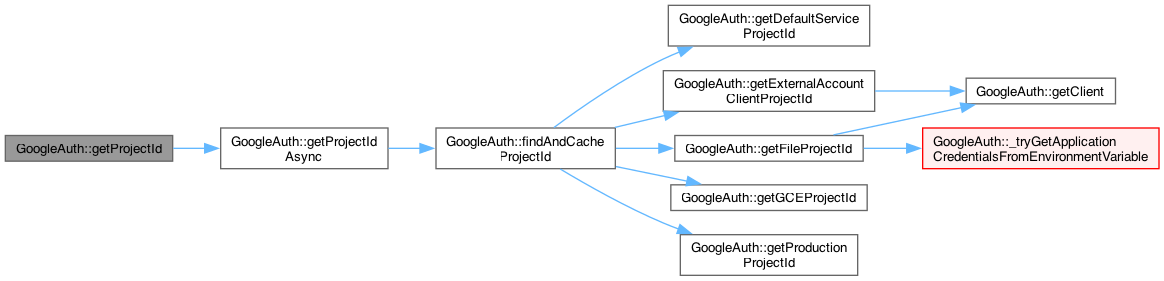 GoogleAuth::getProjectId
GoogleAuth::getProjectId
Async
GoogleAuth::findAndCache
ProjectId
GoogleAuth::getDefaultService
ProjectId
GoogleAuth::getExternalAccount
ClientProjectId
GoogleAuth::getFileProjectId
GoogleAuth::getGCEProjectId
GoogleAuth::getProduction
ProjectId
GoogleAuth::getClient
GoogleAuth::_tryGetApplication
CredentialsFromEnvironmentVariable